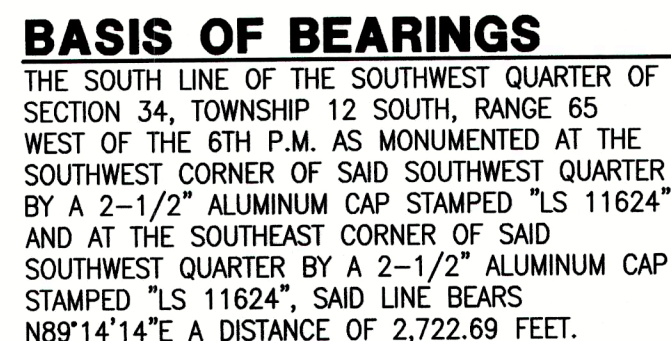 BASIS OF BEARINGS
THE SOUTH LINE OF THE SOUTHWEST QUARTER OF
SECTION 34, TOWNSHIP 12 SOUTH, RANGE 65
WEST OF THE 6TH P.M. AS MONUMENTED AT THE
SOUTHWEST CORNER OF SAID SOUTHWEST QUARTER
BY A 2-1/2" ALUMINUM CAP STAMPED "LS 11624"
AND AT THE SOUTHEAST CORNER OF SAID
SOUTHWEST QUARTER BY A 2-1/2" ALUMINUM CAP
STAMPED "LS 11624", SAID LINE BEARS
N89°14'14"E A DISTANCE OF 2,722.69 FEET.